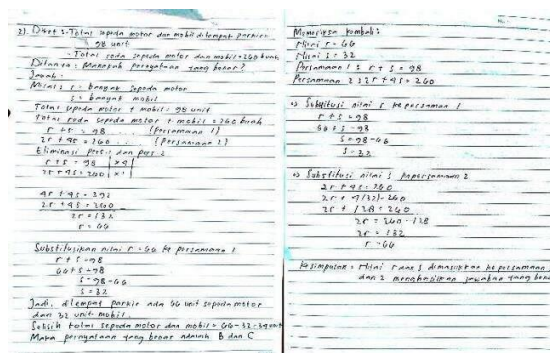 2). Diket :- Total sepeda motor dan mobil ditempat parkir
98 unit
- Total roda sepeda motor dan mobil = 260 buah
Ditanya : Manakah pernyataan yang benar?
Jawab :
Misal : r = banyak sepeda motor
s = banyak mobil
Total sepeda motor + mobil = 98 unit
Total roda sepeda motor + mobil = 260 buah
r + s = 98 .... (Persamaan 1)
2r + 4s = 260 ... (Persamaan 2)
Eliminasi pers. 1 dan pers. 2
r + s = 98 | x4 |
2r + 4s = 260 | x1 |
4r + 4s = 392
2r + 4s = 260
2r = 132
r = 66
Substitusikan nilai r = 66 ke persamaan 1
r + s = 98
66 + s = 98
s = 98 - 66
s = 32
Jadi, ditempat parkir ada 66 unit sepeda motor
dan 32 unit mobil.
Selisih total sepeda motor dan mobil = 66 - 32 = 34 unit
Maka pernyataan yang benar adalah B dan C
Memeriksa kembali :
Nilai r = 66
Nilai s = 32
Persamaan 1 : r + s = 98
Persamaan 2 : 2r + 4s = 260
=> Substitusi nilai s ke persamaan 1
r + s = 98
66 + s = 98
s = 98 - 66
s = 32
=> Substitusi nilai s ke persamaan 2
2r + 4s = 260
2r + 4(32) = 260
2r + 128 = 260
2r = 260 - 128
2r = 132
r = 66
Kesimpulan = Nilai r dan s dimasukkan ke persamaan
dan 2 menghasilkan jawaban yang